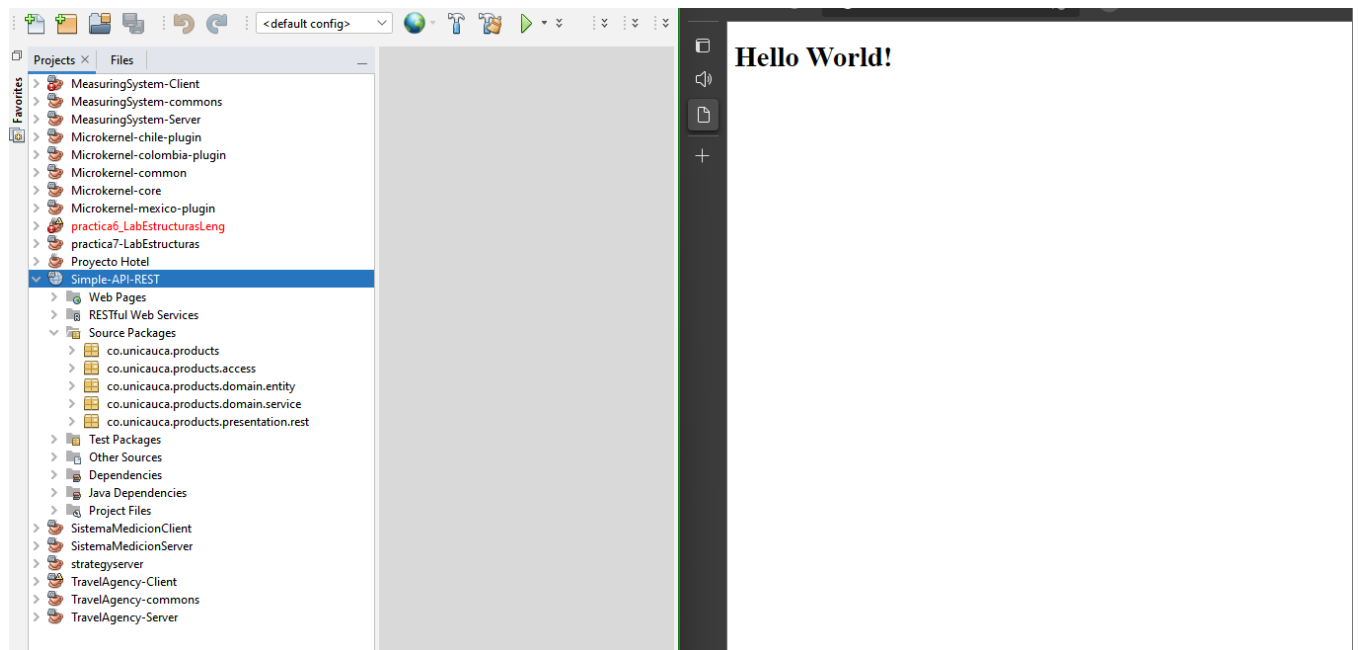 <default config>
Projects
Files
Favorites
MeasuringSystem-Client
MeasuringSystem-commons
MeasuringSystem-Server
Microkernel-chile-plugin
Microkernel-colombia-plugin
Microkernel-common
Microkernel-core
Microkernel-mexico-plugin
practica6_LabEstructurasLeng
practica7-LabEstructuras
Proyecto Hotel
Simple-API-REST
Web Pages
RESTful Web Services
Source Packages
co.unicauca.products
co.unicauca.products.access
co.unicauca.products.domain.entity
co.unicauca.products.domain.service
co.unicauca.products.presentation.rest
Test Packages
Other Sources
Dependencies
Java Dependencies
Project Files
SistemaMedicionClient
SistemaMedicionServer
strategyserver
TravelAgency-Client
TravelAgency-commons
TravelAgency-Server
Hello World!